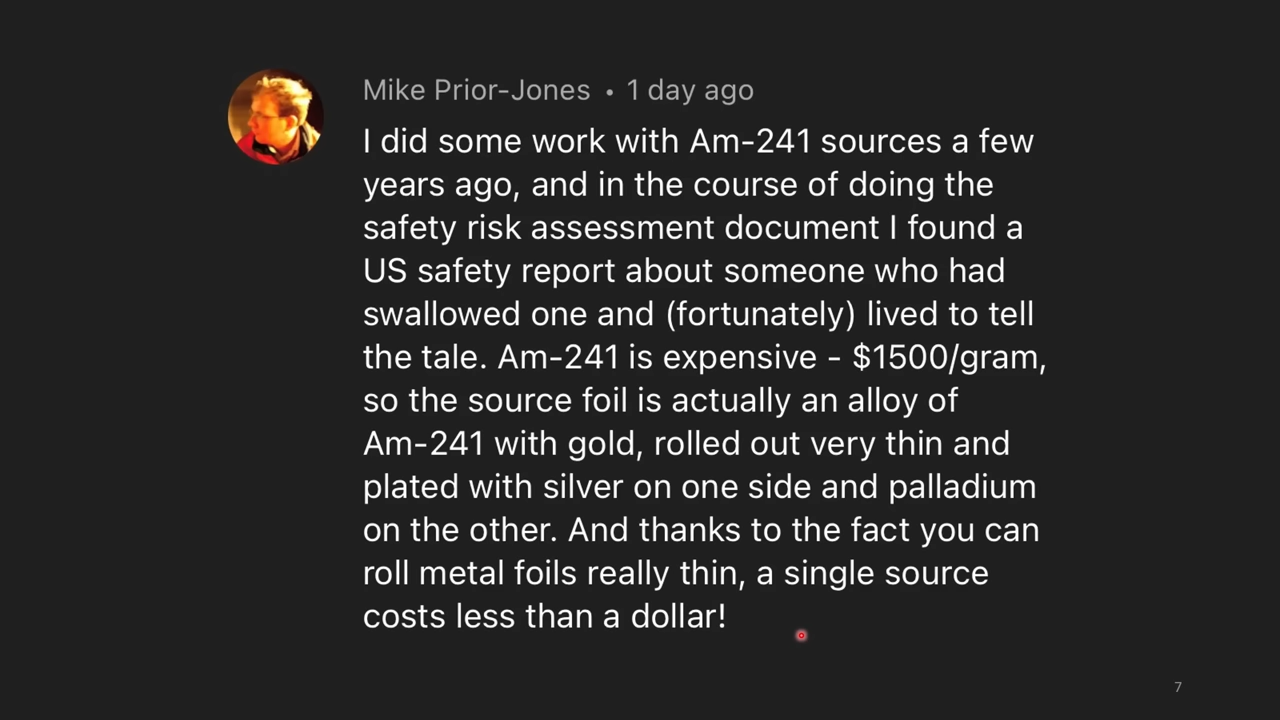 Mike Prior-Jones • 1 day ago
I did some work with Am-241 sources a few
years ago, and in the course of doing the
safety risk assessment document I found a
US safety report about someone who had
swallowed one and (fortunately) lived to tell
the tale. Am-241 is expensive - $1500/gram,
so the source foil is actually an alloy of
Am-241 with gold, rolled out very thin and
plated with silver on one side and palladium
on the other. And thanks to the fact you can
roll metal foils really thin, a single source
costs less than a dollar!
7